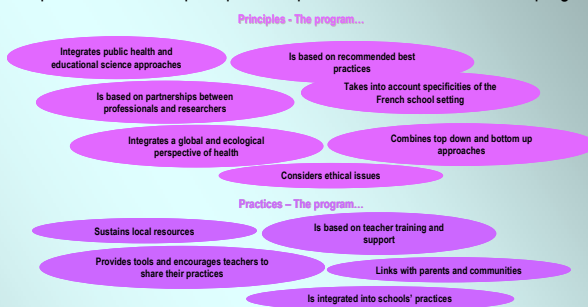 Principles - The program…
Integrates public health and
educational science approaches
Is based on recommended best
practices
Is based on partnerships between
professionals and researchers
Takes into account specificities of the
French school setting
Integrates a global and ecological
perspective of health
Combines top down and bottom up
approaches
Considers ethical issues
Practices – The program…
Sustains local resources
Is based on teacher training and
support
Provides tools and encourages teachers to
share their practices
Links with parents and communities
Is integrated into schools' practices